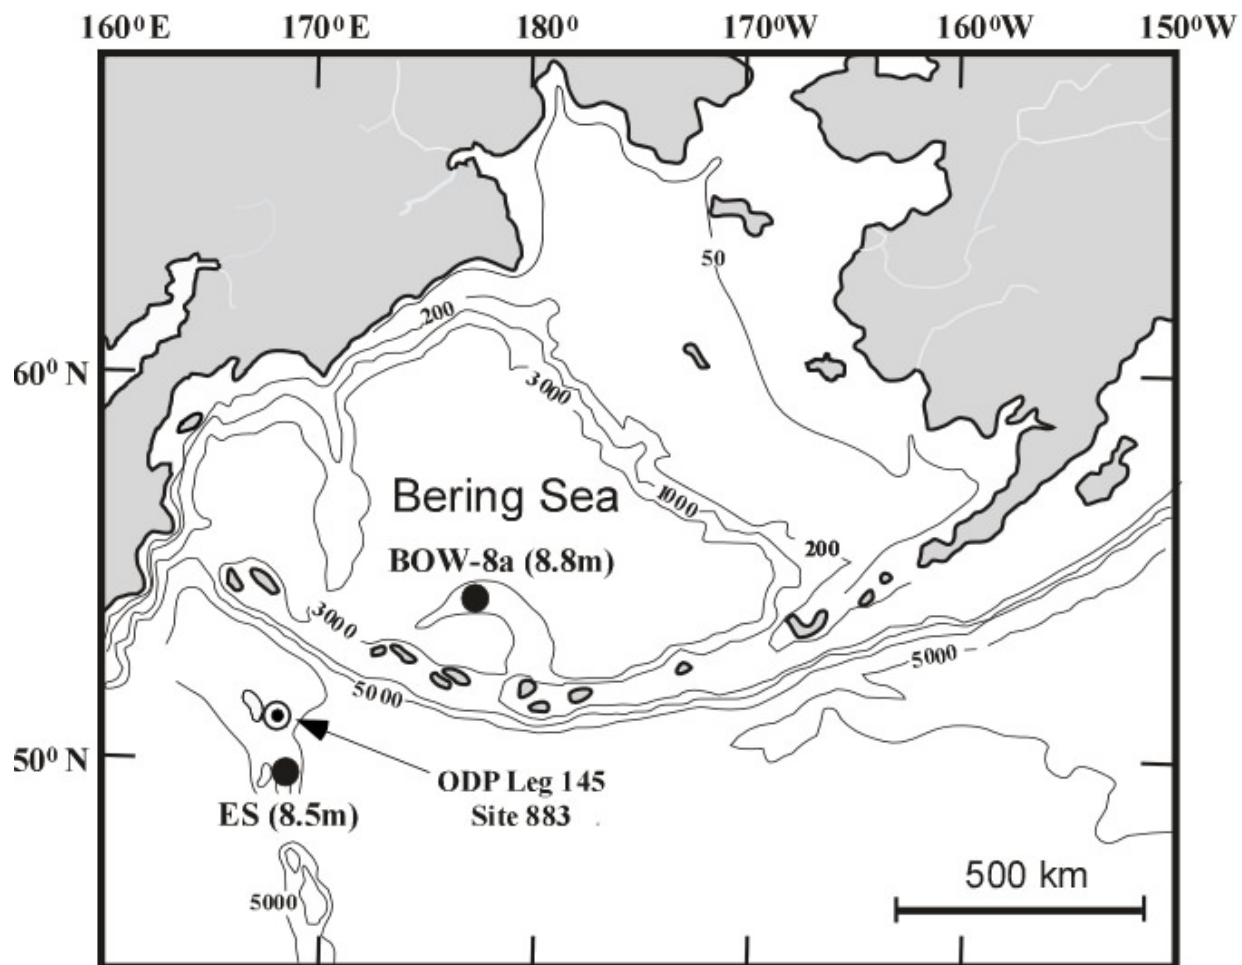 160⁰ E 170⁰E 180⁰ 170⁰W 160⁰W 150⁰W
50
200
60⁰ N
3000
Bering Sea
1000
BOW-8a (8.8m)
200
3000
5000
5000
50⁰ N
ODP Leg 145
Site 883
ES (8.5m)
500 km
5000